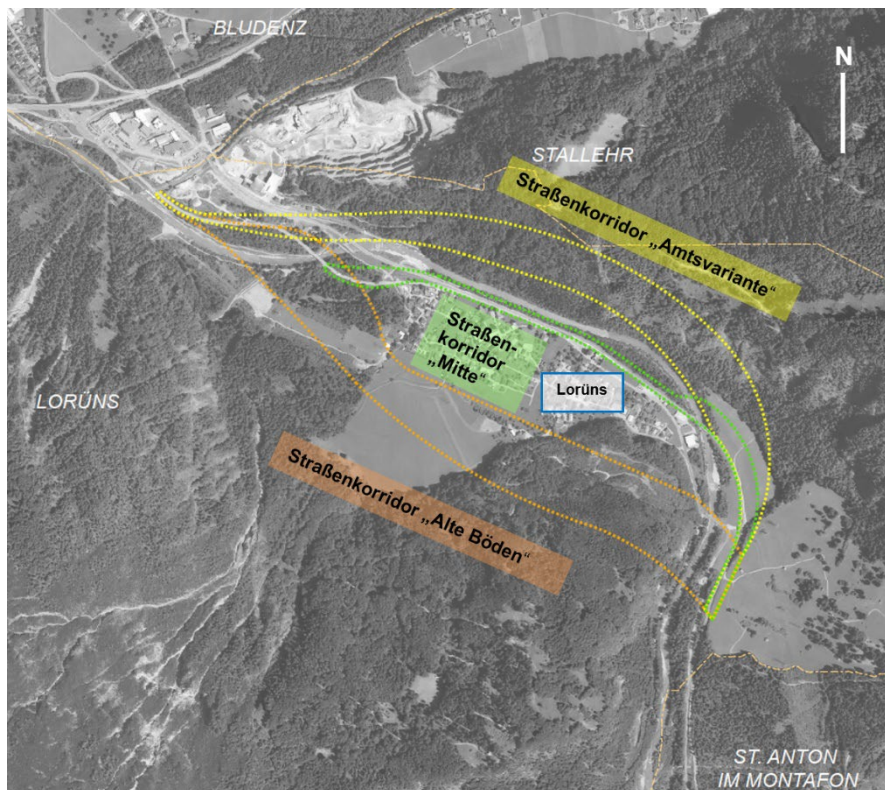 BLUDENZ
N
STALLEHR
Straßenkorridor „Amtsvariante“
Straßen-
korridor
„Mitte“
Lorüns
LORÜNS
Straßenkorridor „Alte Böden“
ST. ANTON
IM MONTAFON